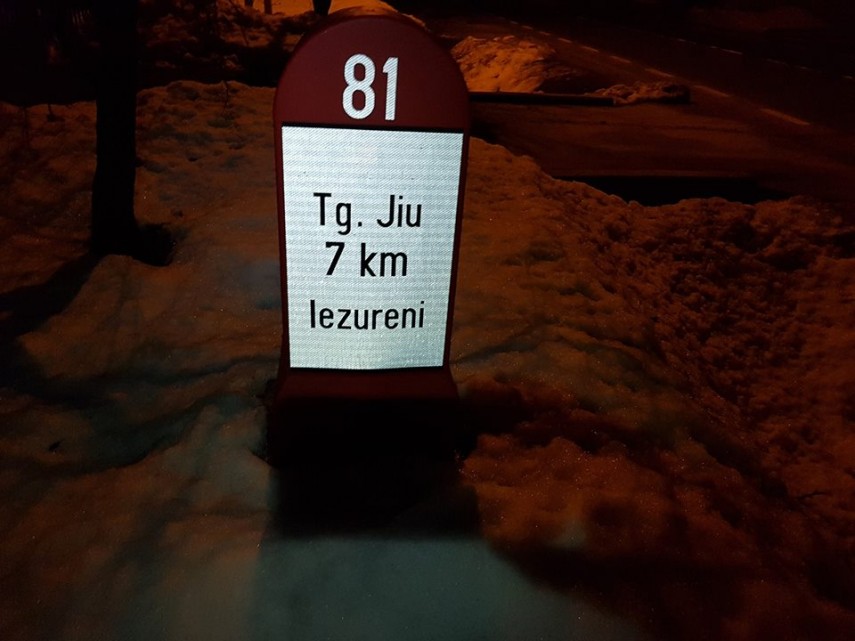 81
Tg. Jiu
7 km
Iezureni